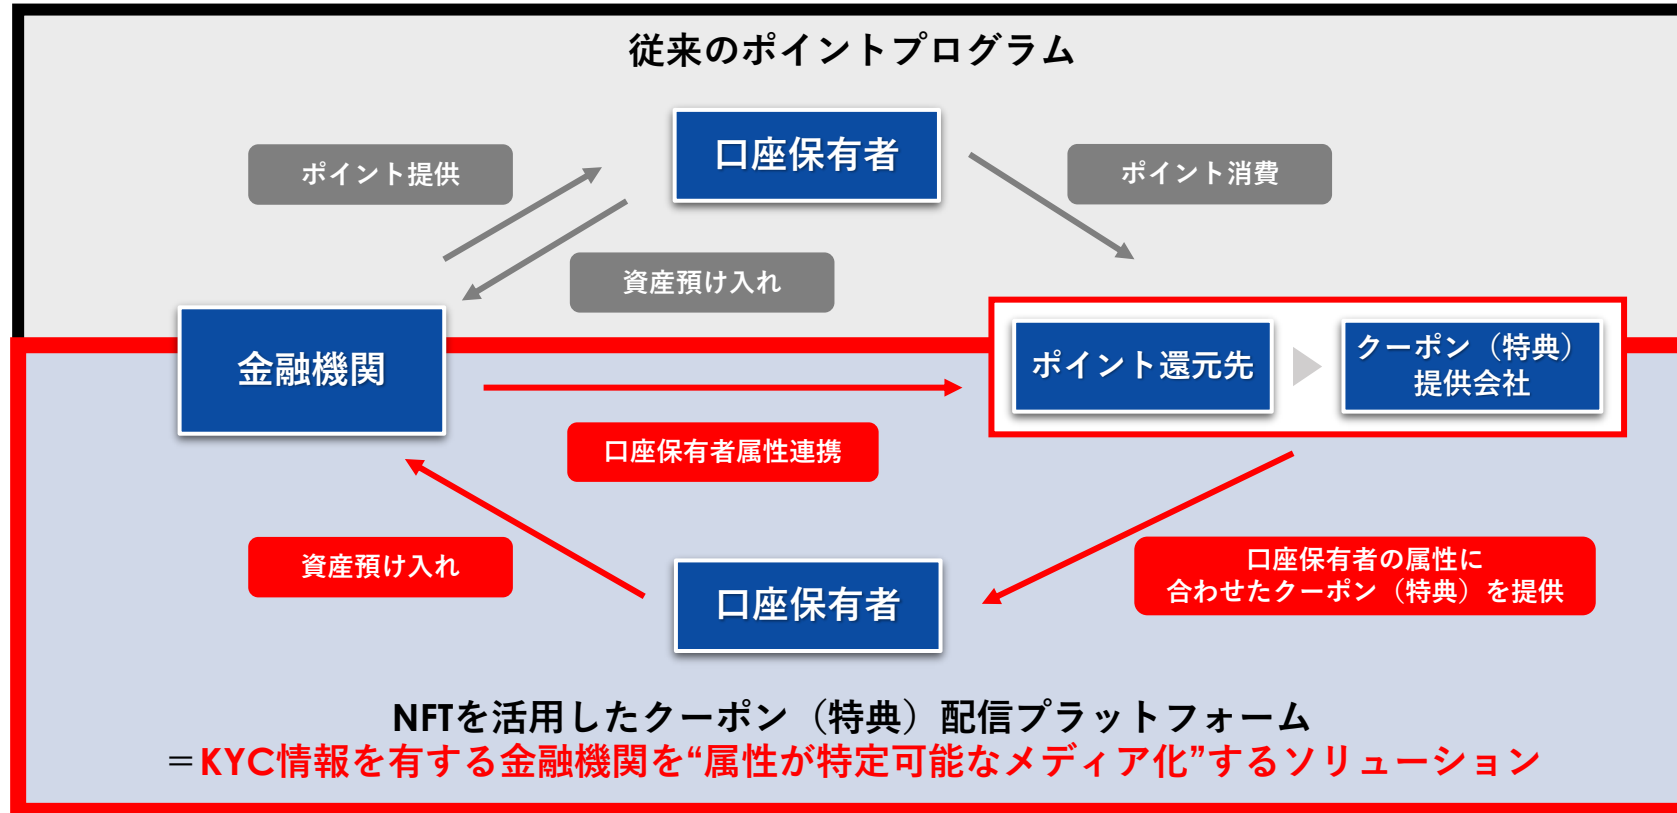 従来のポイントプログラム
口座保有者
ポイント提供
ポイント消費
資産預け入れ
金融機関
ポイント還元先
クーポン（特典）
提供会社
口座保有者属性連携
資産預け入れ
口座保有者
口座保有者の属性に
合わせたクーポン（特典）を提供
NFTを活用したクーポン（特典）配信プラットフォーム
＝KYC情報を有する金融機関を“属性が特定可能なメディア化”するソリューション